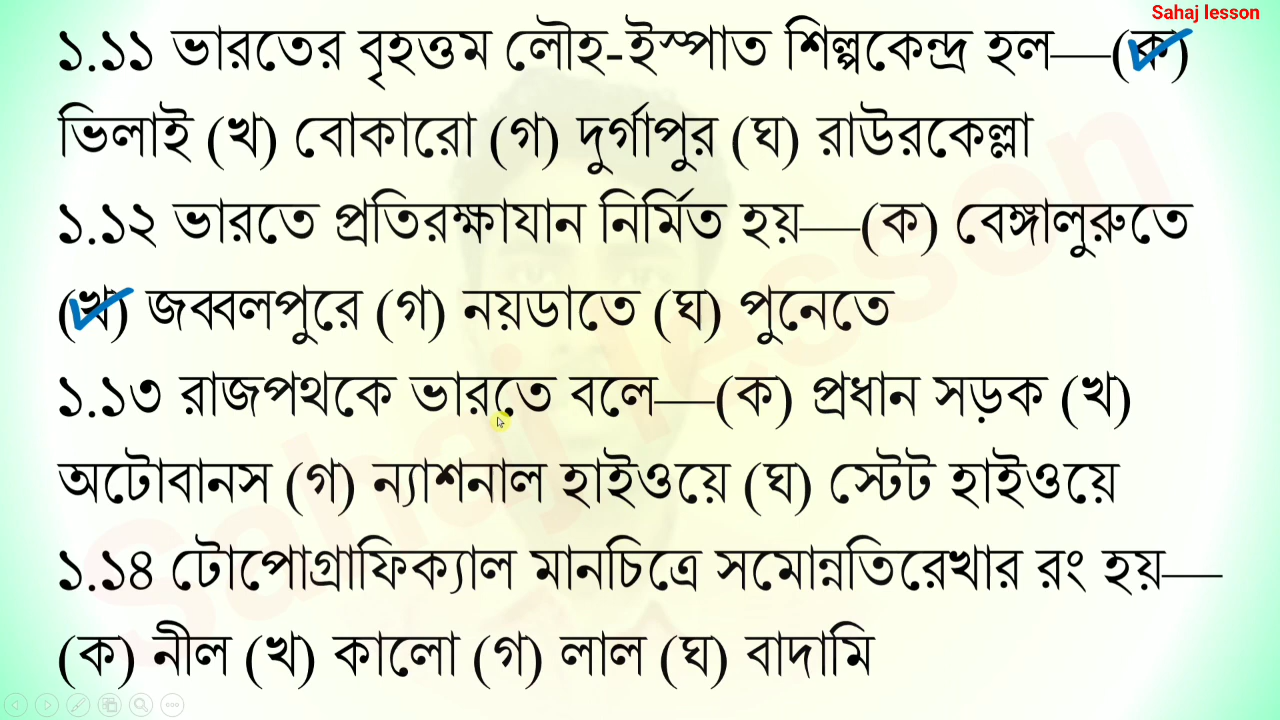 Sahaj lesson
১.১১ ভারতের বৃহত্তম লৌহ-ইস্পাত শিল্পকেন্দ্র হল—(ক)
ভিলাই (খ) বোকারো (গ) দুর্গাপুর (ঘ) রাউরকেল্লা
১.১২ ভারতে প্রতিরক্ষাযান নির্মিত হয়—(ক) বেঙ্গালুরুতে
(খ) জব্বলপুরে (গ) নয়ডাতে (ঘ) পুনেতে
১.১৩ রাজপথকে ভারতে বলে—(ক) প্রধান সড়ক (খ)
অটোবানস (গ) ন্যাশনাল হাইওয়ে (ঘ) স্টেট হাইওয়ে
১.১৪ টোপোগ্রাফিক্যাল মানচিত্রে সমোন্নতিরেখার রং হয়—
(ক) নীল (খ) কালো (গ) লাল (ঘ) বাদামি
Sahaj lesson